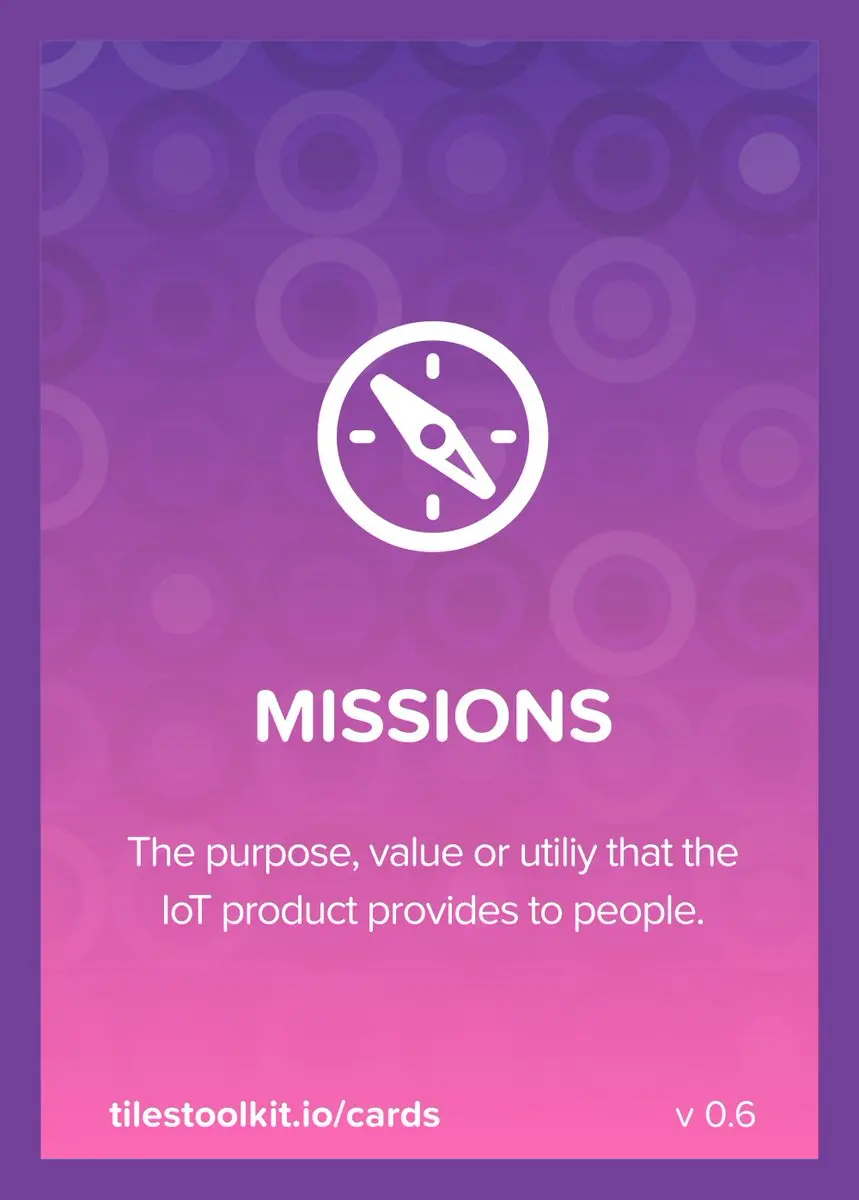 MISSIONS
The purpose, value or utiliy that the
IoT product provides to people.
tilestoolkit.io/cards
v 0.6